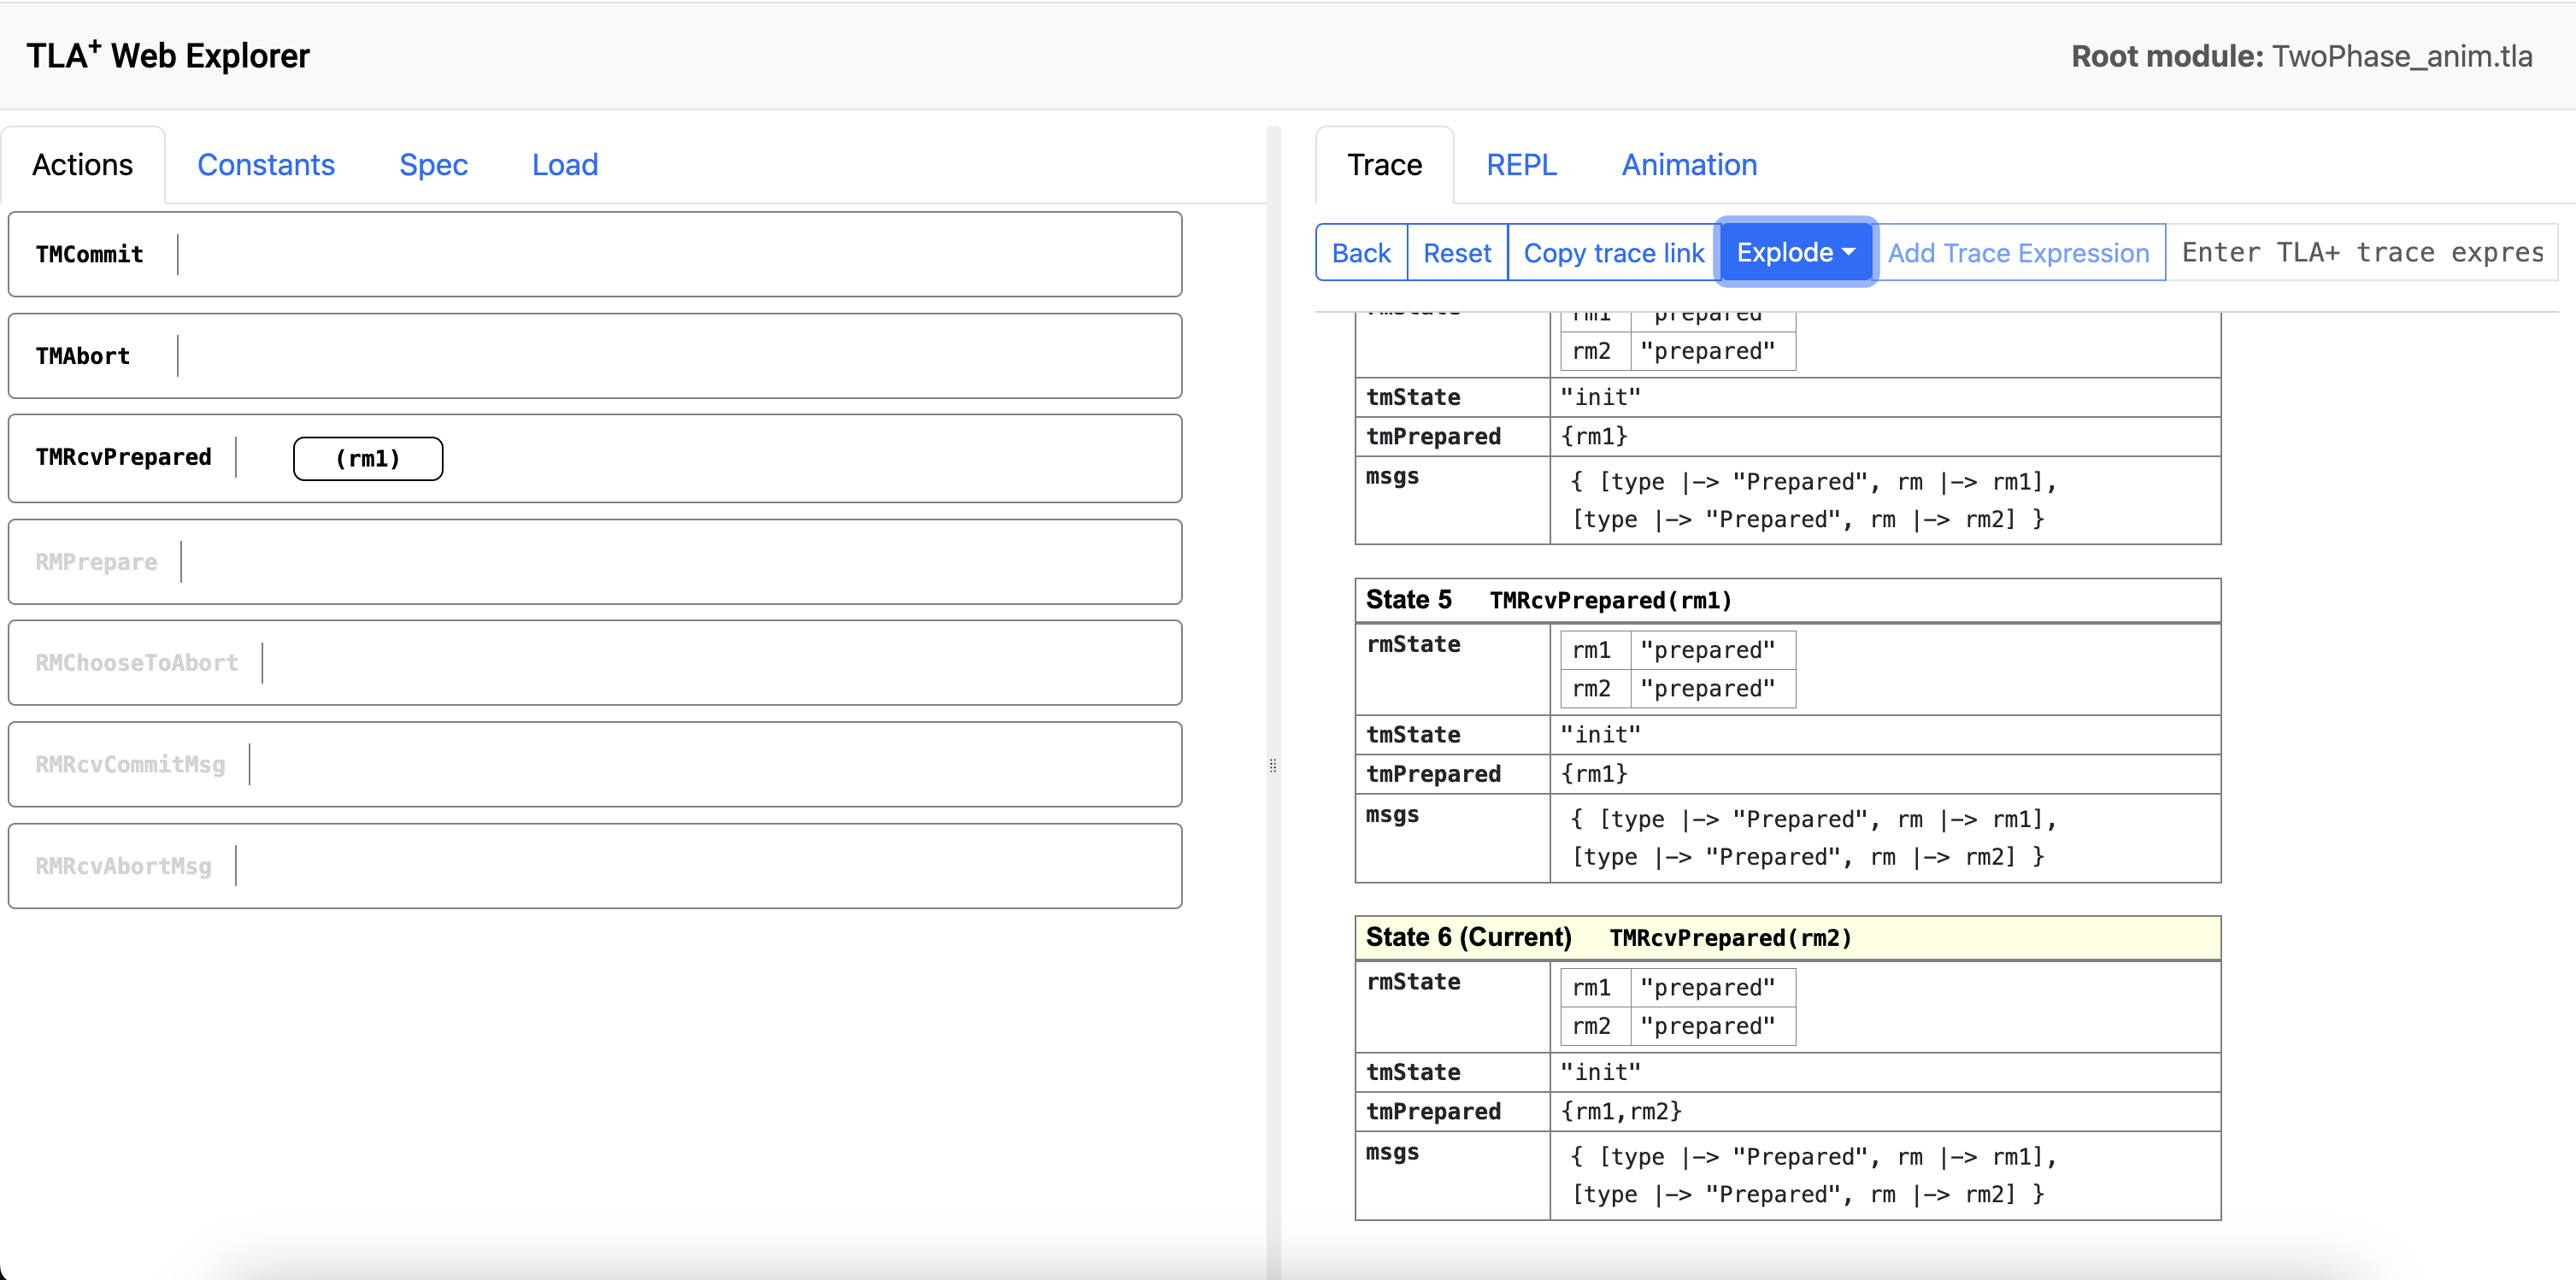 TLA+ Web Explorer
Root module: TwoPhase_anim.tla
Actions Constants Spec Load
TMCommit
TMAbort
TMRcvPrepared (rm1)
RMPrepare
RMChooseToAbort
RMRcvCommitMsg
RMRcvAbortMsg
Trace REPL Animation
Back Reset Copy trace link Explode Add Trace Expression Enter TLA+ trace expres
rmState rm1 "prepared"
rm2 "prepared"
tmState "init"
tmPrepared {rm1}
msgs { [type |-> "Prepared", rm |-> rm1],
[type |-> "Prepared", rm |-> rm2] }
State 5 TMRcvPrepared(rm1)
rmState rm1 "prepared"
rm2 "prepared"
tmState "init"
tmPrepared {rm1}
msgs { [type |-> "Prepared", rm |-> rm1],
[type |-> "Prepared", rm |-> rm2] }
State 6 (Current) TMRcvPrepared(rm2)
rmState rm1 "prepared"
rm2 "prepared"
tmState "init"
tmPrepared {rm1,rm2}
msgs { [type |-> "Prepared", rm |-> rm1],
[type |-> "Prepared", rm |-> rm2] }